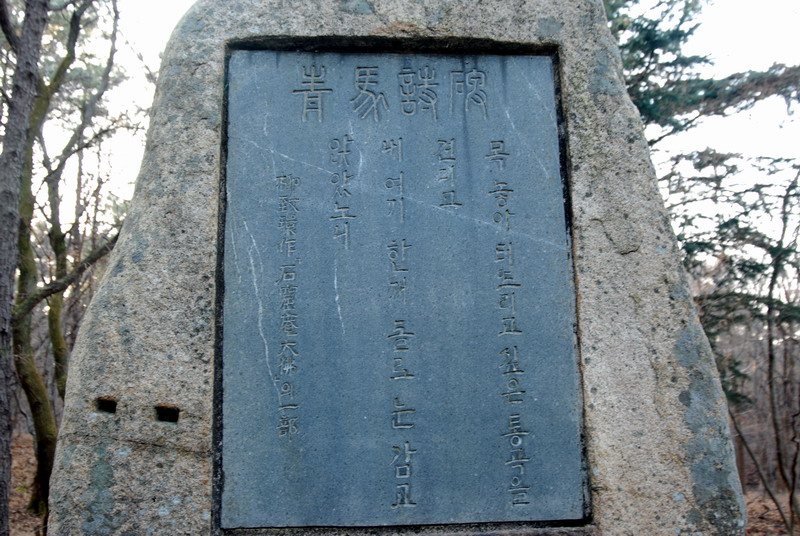 靑馬詩碑
목 놓아 터트리고 싶은 통곡을
견디고
내 여기 한개 돌로 눈 감고
앉았노니
柳致環作 石窟庵大佛의一部